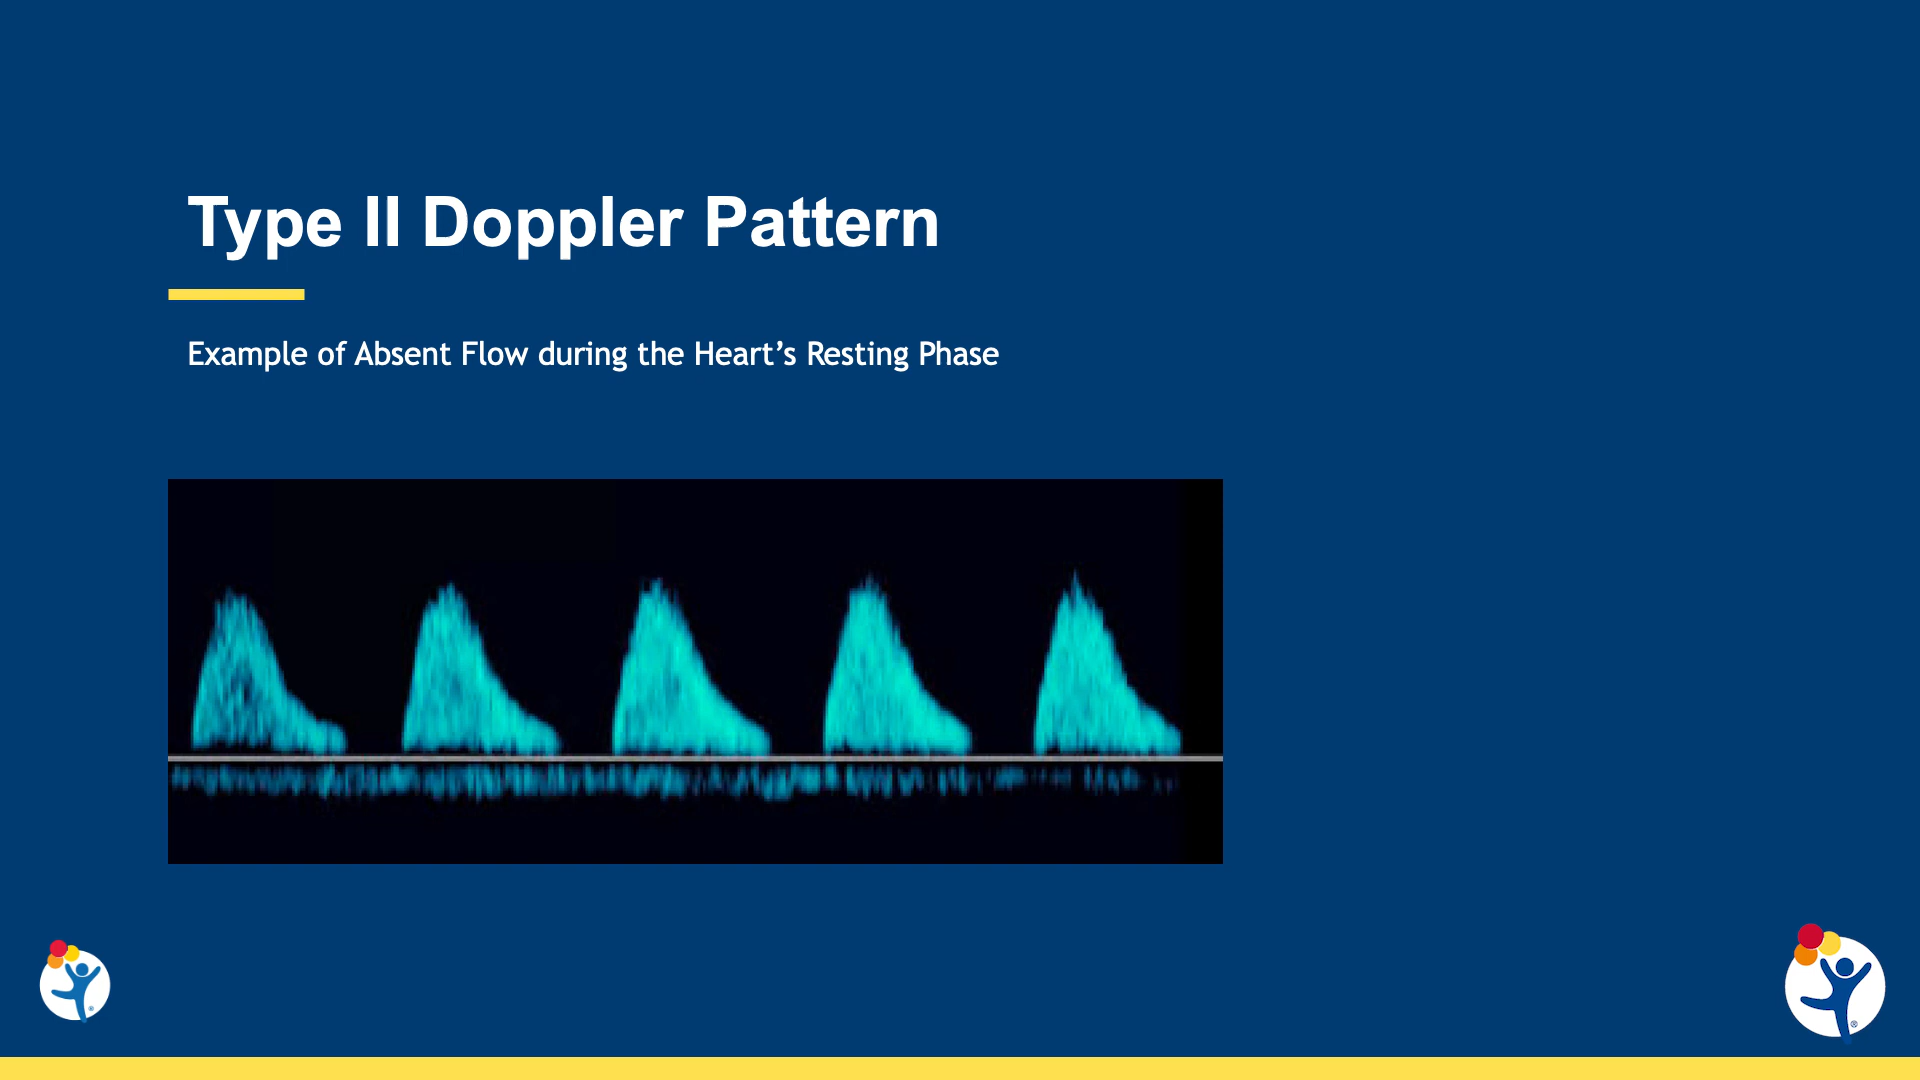 Type II Doppler Pattern
Example of Absent Flow during the Heart’s Resting Phase